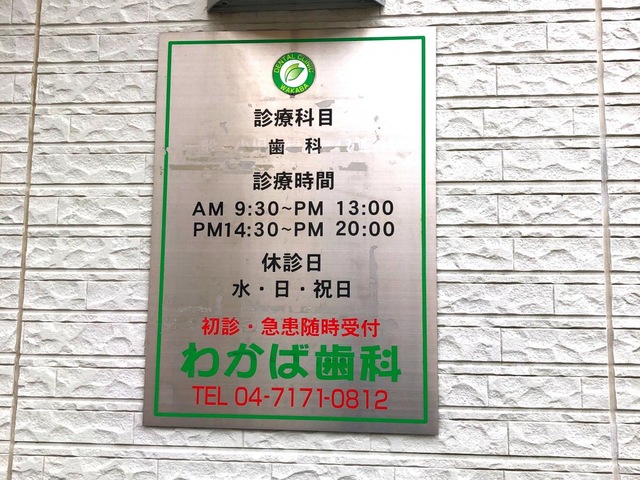 DENTAL CLINIC
WAKABA
診療科目
歯 科
診療時間
AM 9:30~PM 13:00
PM14:30~PM 20:00
休診日
水・日・祝日
初診・急患随時受付
わかば歯科
TEL 04-7171-0812